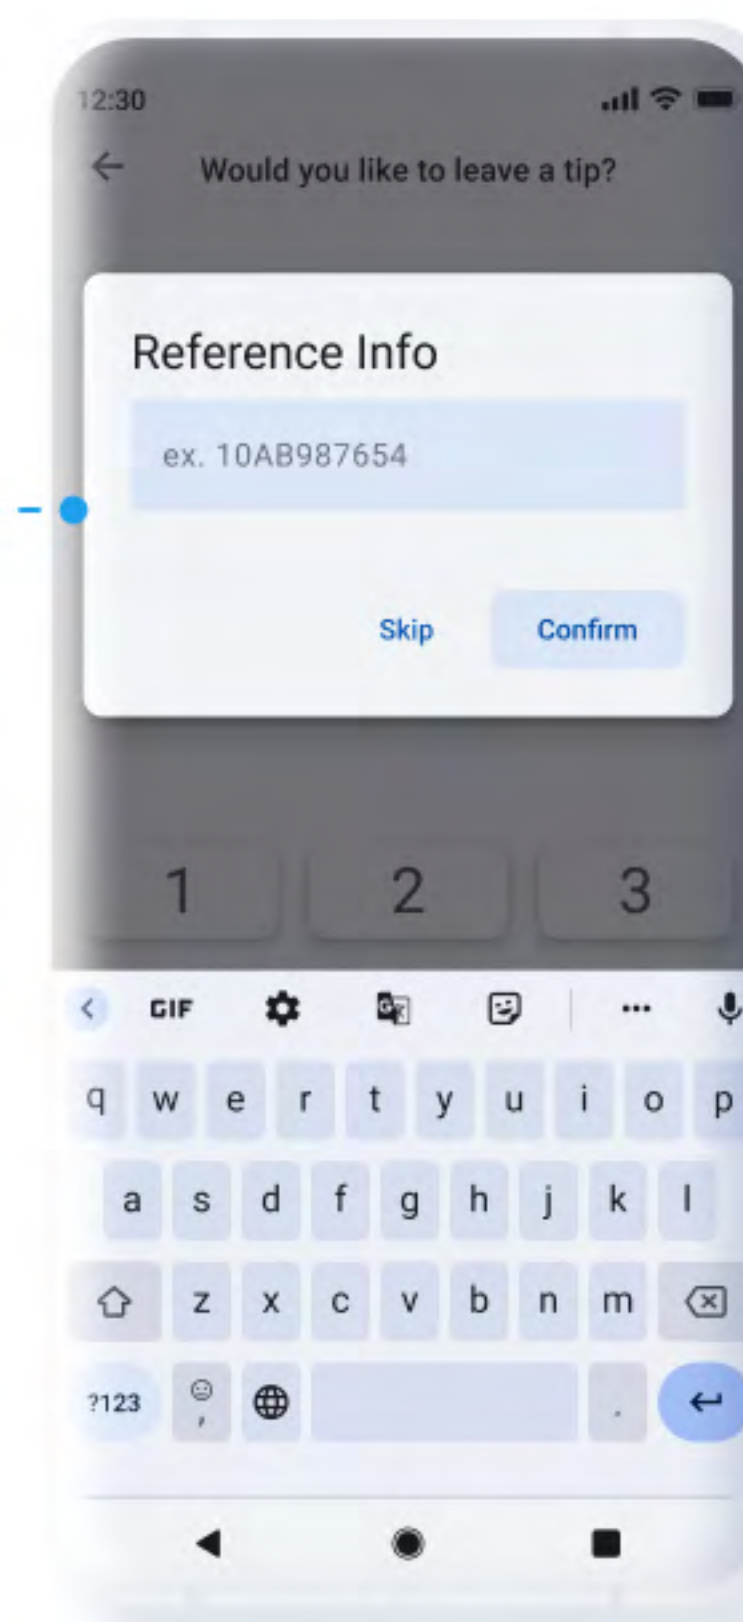 12:30
Would you like to leave a tip?
Reference Info
ex. 10AB987654
Skip Confirm
1 2 3
GIF G
q w e r t y u i o p
a s d f g h j k l
z x c v b n m
?123 , .